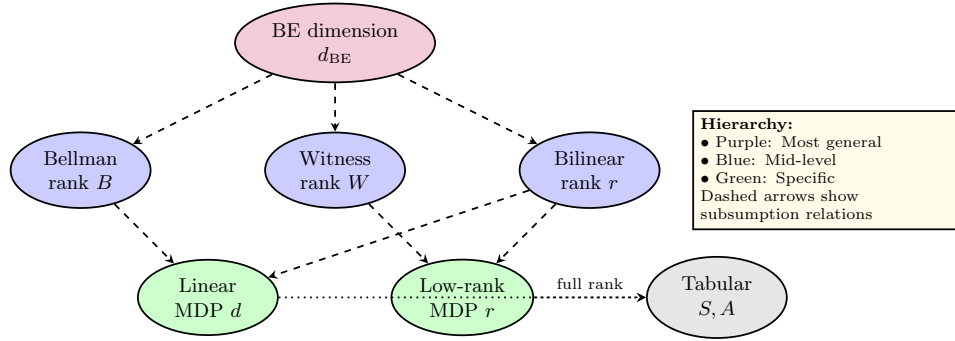 BE dimension
d_BE
Bellman
rank B
Witness
rank W
Bilinear
rank r
Hierarchy:
• Purple: Most general
• Blue: Mid-level
• Green: Specific
Dashed arrows show
subsumption relations
Linear
MDP d
Low-rank
MDP r
full rank
Tabular
S, A